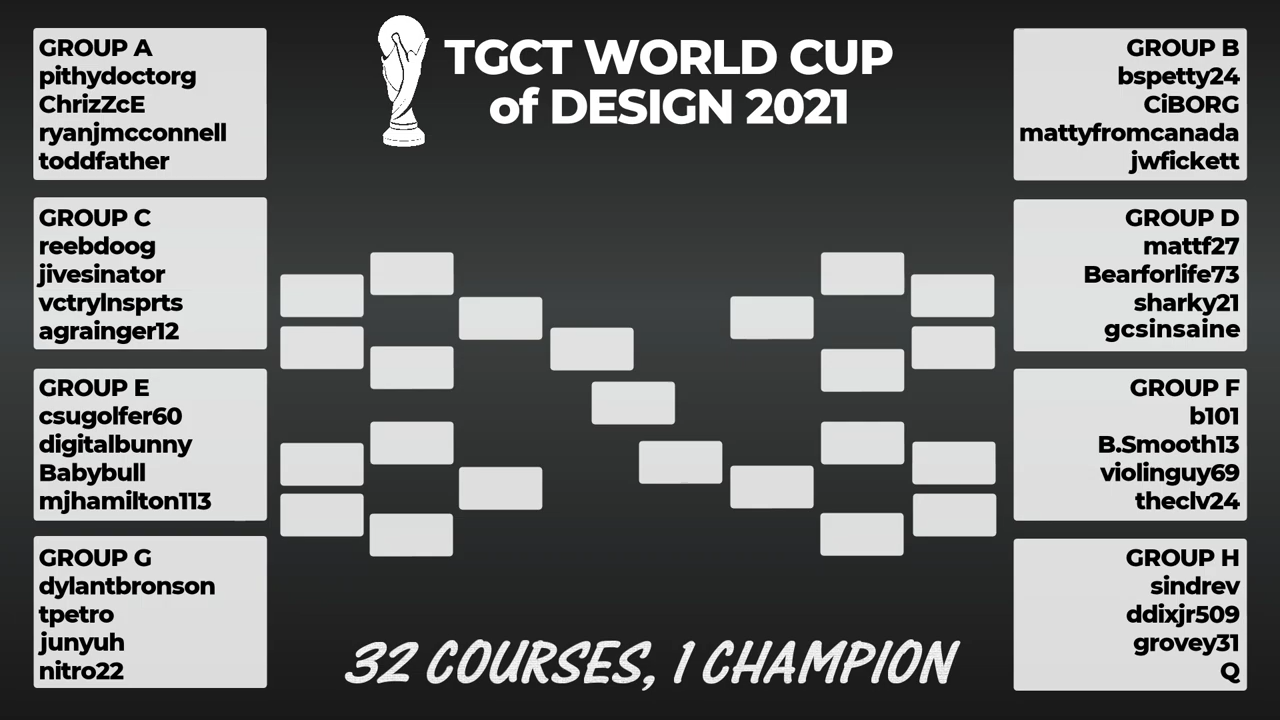 TGCT WORLD CUP
of DESIGN 2021
GROUP A
pithydoctorg
ChrizZcE
ryanjmcconnell
toddfather
GROUP C
reebdoog
jivesinator
vctrylnsprts
agrainger12
GROUP E
csugolfer60
digitalbunny
Babybull
mjhamilton113
GROUP G
dylantbronson
tpetro
junyuh
nitro22
GROUP B
bspetty24
CiBORG
mattyfromcanada
jwfickett
GROUP D
mattf27
Bearforlife73
sharky21
gcsinsaine
GROUP F
b101
B.Smooth13
violinguy69
theclv24
GROUP H
sindrev
ddixjr509
grovey31
Q
32 COURSES, 1 CHAMPION